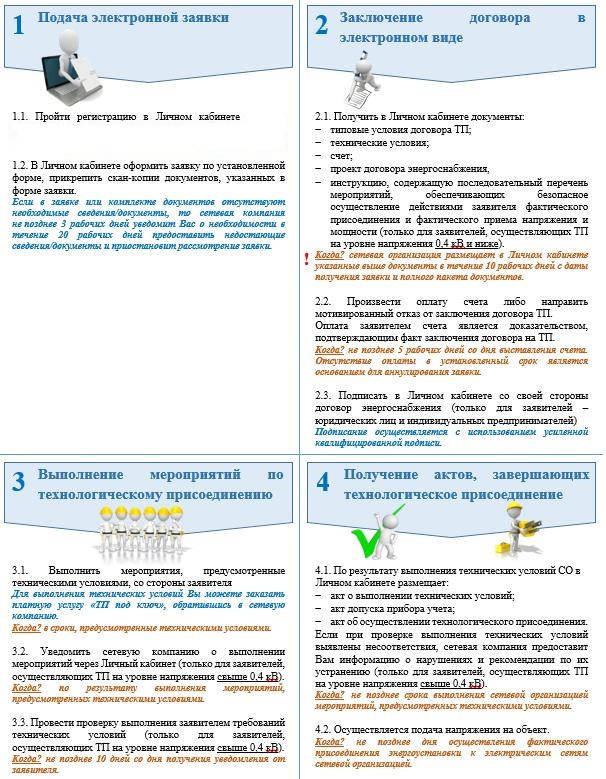 1
Подача электронной заявки
1.1. Пройти регистрацию в Личном кабинете
1.2. В Личном кабинете оформить заявку по установленной
форме, прикрепить скан-копии документов, указанных в
форме заявки.
Если в заявке или комплекте документов отсутствуют
необходимые сведения/документы, то сетевая компания
не позднее 3 рабочих дней уведомит Вас о необходимости в
течение 20 рабочих дней предоставить недостающие
сведения/документы и приостановит рассмотрение заявки.
2
Заключение договора в
электронном виде
2.1. Получить в Личном кабинете документы:
– типовые условия договора ТП;
– технические условия;
– счет;
– проект договора энергоснабжения,
– инструкцию, содержащую последовательный перечень
мероприятий, обеспечивающих безопасное
осуществление действиями заявителя фактического
присоединения и фактического приема напряжения и
мощности (только для заявителей, осуществляющих ТП
на уровне напряжения 0,4 кВ и ниже).
! Когда? сетевая организация размещает в Личном кабинете
указанные выше документы в течение 10 рабочих дней с даты
получения заявки и полного пакета документов.
2.2. Произвести оплату счета либо направить
мотивированный отказ от заключения договора ТП.
Оплата заявителем счета является доказательством,
подтверждающим факт заключения договора на ТП.
Когда? не позднее 5 рабочих дней со дня выставления счета.
Отсутствие оплаты в установленный срок является
основанием для аннулирования заявки.
2.3. Подписать в Личном кабинете со своей стороны
договор энергоснабжения (только для заявителей –
юридических лиц и индивидуальных предпринимателей)
Подписание осуществляется с использованием усиленной
квалифицированной подписи.
3
Выполнение мероприятий по
технологическому присоединению
3.1. Выполнить мероприятия, предусмотренные
техническими условиями, со стороны заявителя
Для выполнения технических условий Вы можете заказать
платную услугу «ТП под ключ», обратившись в сетевую
компанию.
Когда? в сроки, предусмотренные техническими условиями.
3.2. Уведомить сетевую компанию о выполнении
мероприятий через Личный кабинет (только для заявителей,
осуществляющих ТП на уровне напряжения свыше 0,4 кВ).
Когда? по результату выполнения мероприятий,
предусмотренных техническими условиями.
3.3. Провести проверку выполнения заявителем требований
технических условий (только для заявителей,
осуществляющих ТП на уровне напряжения свыше 0,4 кВ).
Когда? не позднее 10 дней со дня получения уведомления от
заявителя.
4
Получение актов, завершающих
технологическое присоединение
4.1. По результату выполнения технических условий СО в
Личном кабинете размещает:
– акт о выполнении технических условий;
– акт допуска прибора учета;
– акт об осуществлении технологического присоединения.
Если при проверке выполнения технических условий
выявлены несоответствия, сетевая компания предоставит
Вам информацию о нарушениях и рекомендации по их
устранению (только для заявителей, осуществляющих ТП
на уровне напряжения свыше 0,4 кВ)
Когда? не позднее срока выполнения сетевой организацией
мероприятий, предусмотренных техническими условиями.
4.2. Осуществляется подача напряжения на объект.
Когда? не позднее дня осуществления фактического
присоединения энергоустановки к электрическим сетям
сетевой организацией.